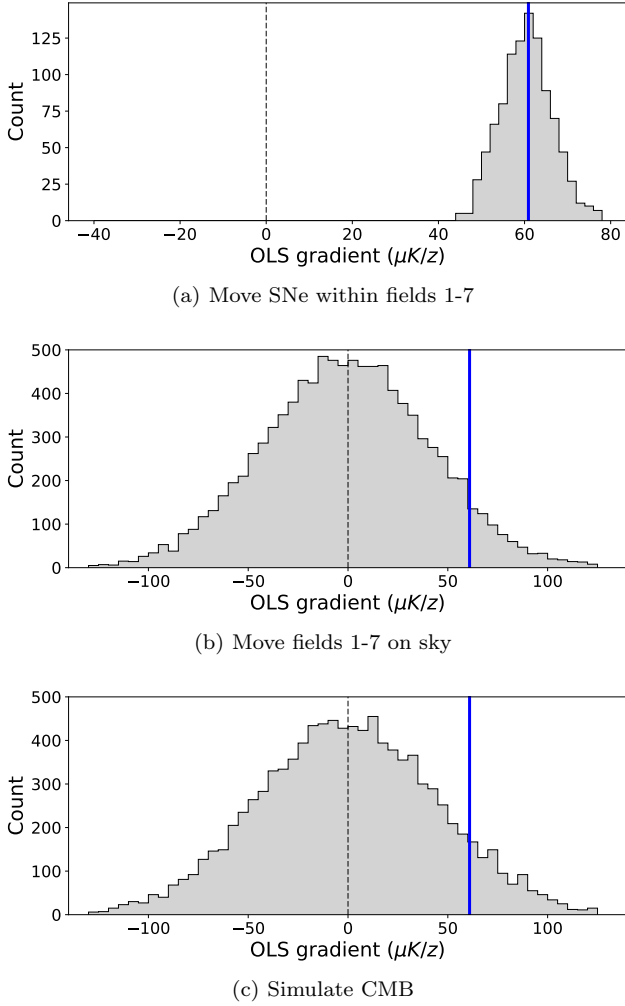 125
100
75
50
25
0
Count
−40 −20 0 20 40 60 80
OLS gradient (μK/z)
(a) Move SNe within fields 1-7
500
400
300
200
100
0
Count
−100 −50 0 50 100
OLS gradient (μK/z)
(b) Move fields 1-7 on sky
500
400
300
200
100
0
Count
−100 −50 0 50 100
OLS gradient (μK/z)
(c) Simulate CMB